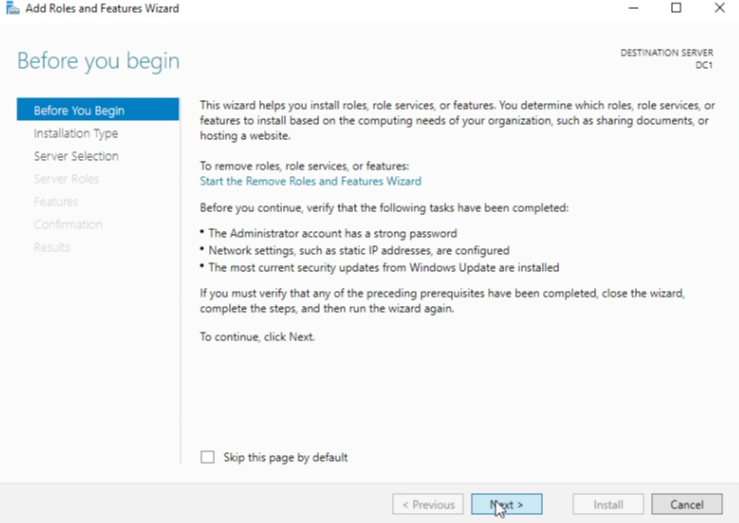 Add Roles and Features Wizard
Before you begin
DESTINATION SERVER
DC1
Before You Begin
Installation Type
Server Selection
Server Roles
Features
Confirmation
Results
This wizard helps you install roles, role services, or features. You determine which roles, role services, or
features to install based on the computing needs of your organization, such as sharing documents, or
hosting a website.
To remove roles, role services, or features:
Start the Remove Roles and Features Wizard
Before you continue, verify that the following tasks have been completed:
• The Administrator account has a strong password
• Network settings, such as static IP addresses, are configured
• The most current security updates from Windows Update are installed
If you must verify that any of the preceding prerequisites have been completed, close the wizard,
complete the steps, and then run the wizard again.
To continue, click Next.
Skip this page by default
< Previous
Next >
Install
Cancel